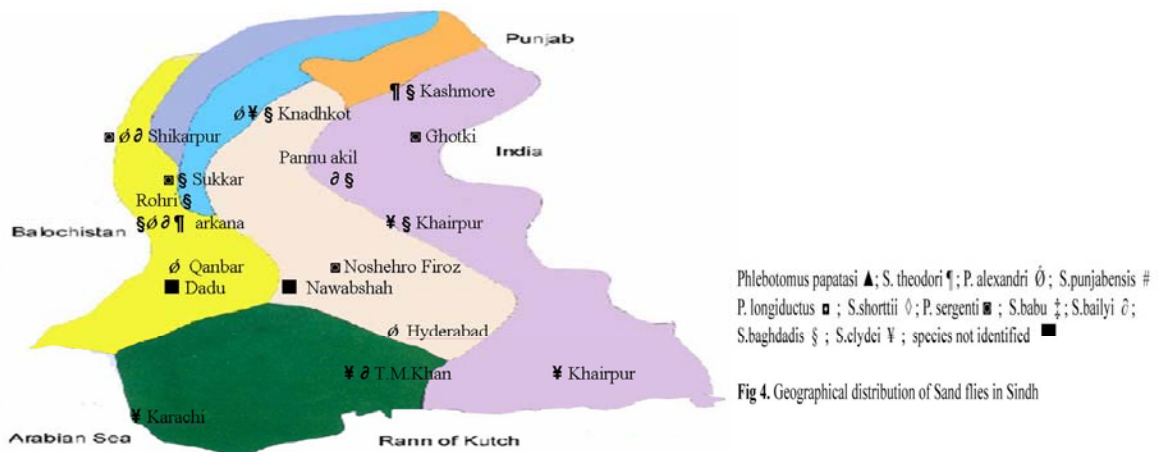 Punjab
¶ § Kashmore
Ǿ ¥ § Knadhkot
◙ Ǿ ∂ Shikarpur
◙ Ghotki
India
Pannu akil
∂ §
◙ § Sukkar
Rohri §
Balochistan
§ Ǿ ∂ ¶ arkana
¥ § Khairpur
Ǿ Qanbar
◙ Noshehro Firoz
■ Dadu
■ Nawabshah
Ǿ Hyderabad
¥ ∂ T.M.Khan
¥ Khairpur
¥ Karachi
Arabian Sea
Rann of Kutch
Phlebotomus papatasi ▲; S. theodori ¶; P. alexandri Ǿ; S.punjabensis #
P. longiductus ◘ ; S.shorttii ◊; P. sergenti ◙ ; S.babu ‡; S.bailyi ∂;
S.baghdadis § ; S.clydei ¥ ; species not identified ■
Fig 4. Geographical distribution of Sand flies in Sindh